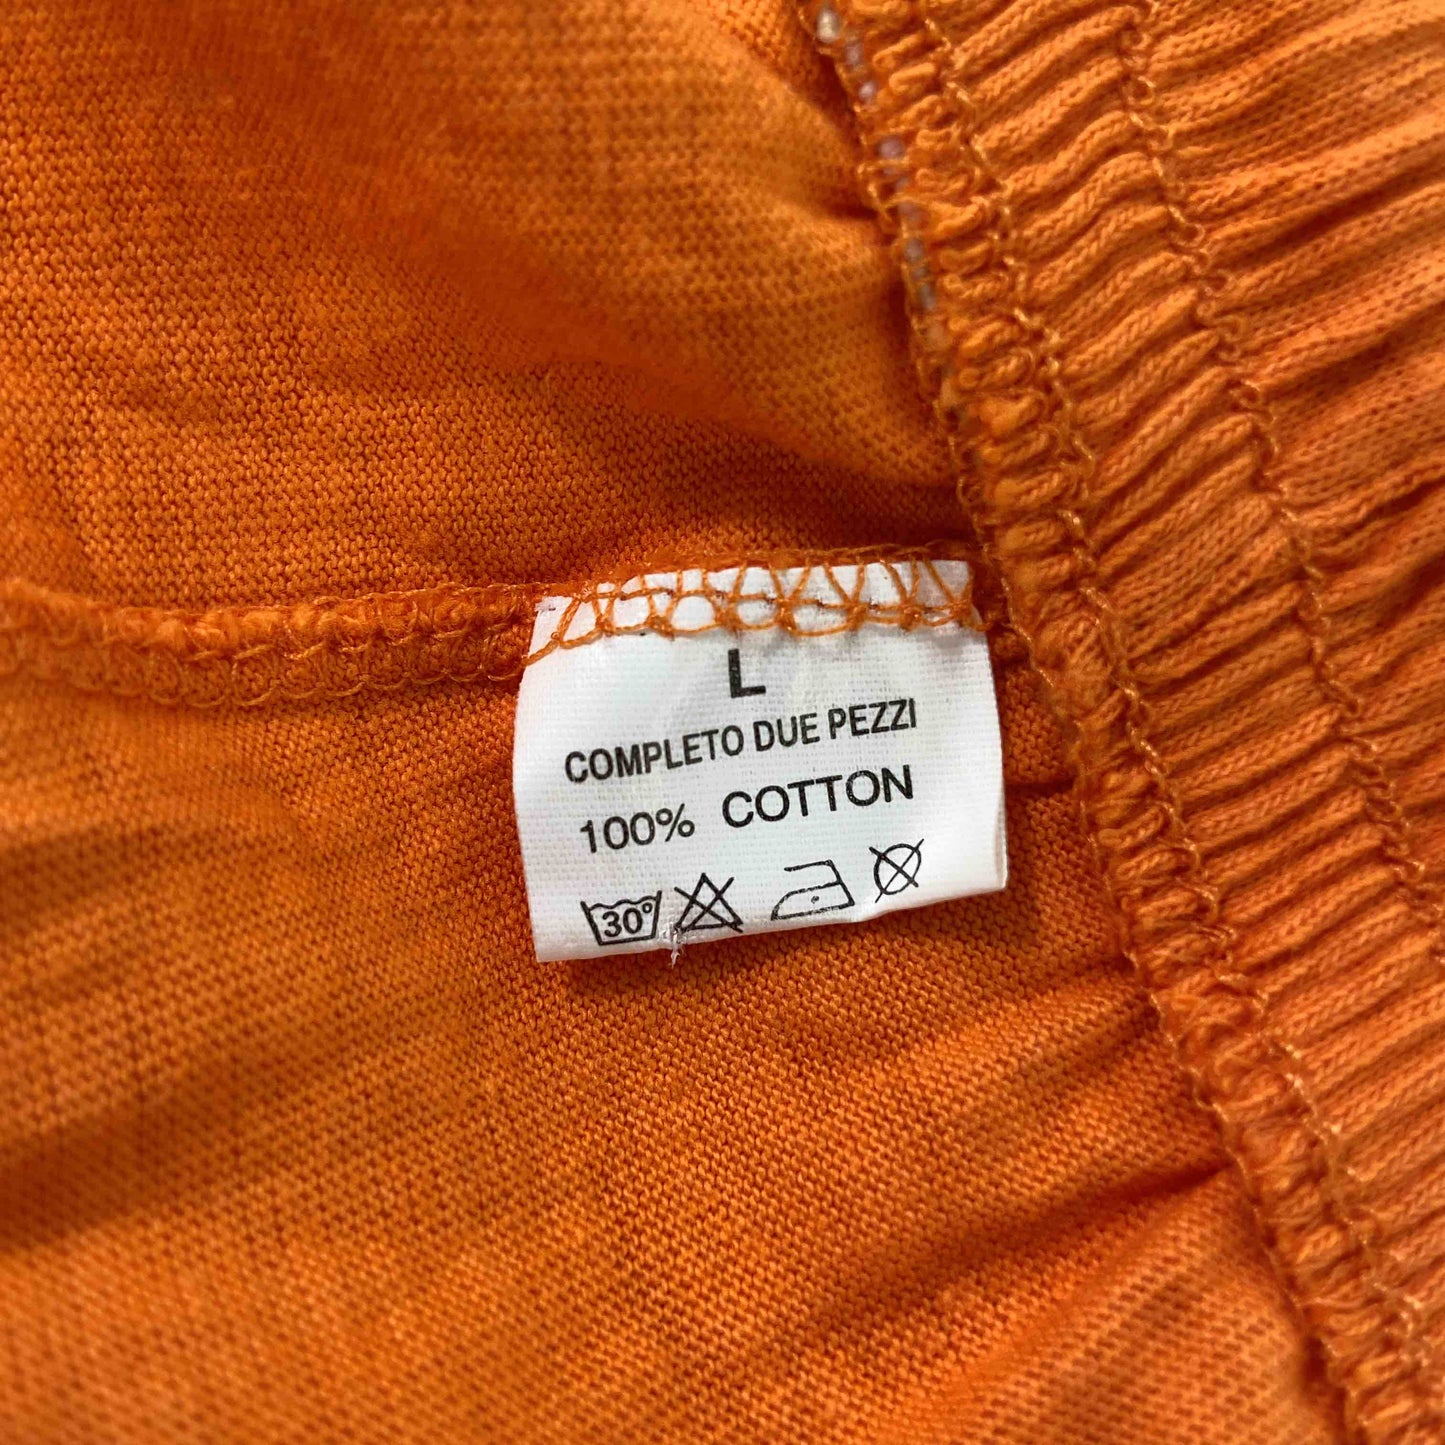 L
COMPLETO DUE PEZZI
100% COTTON
30°